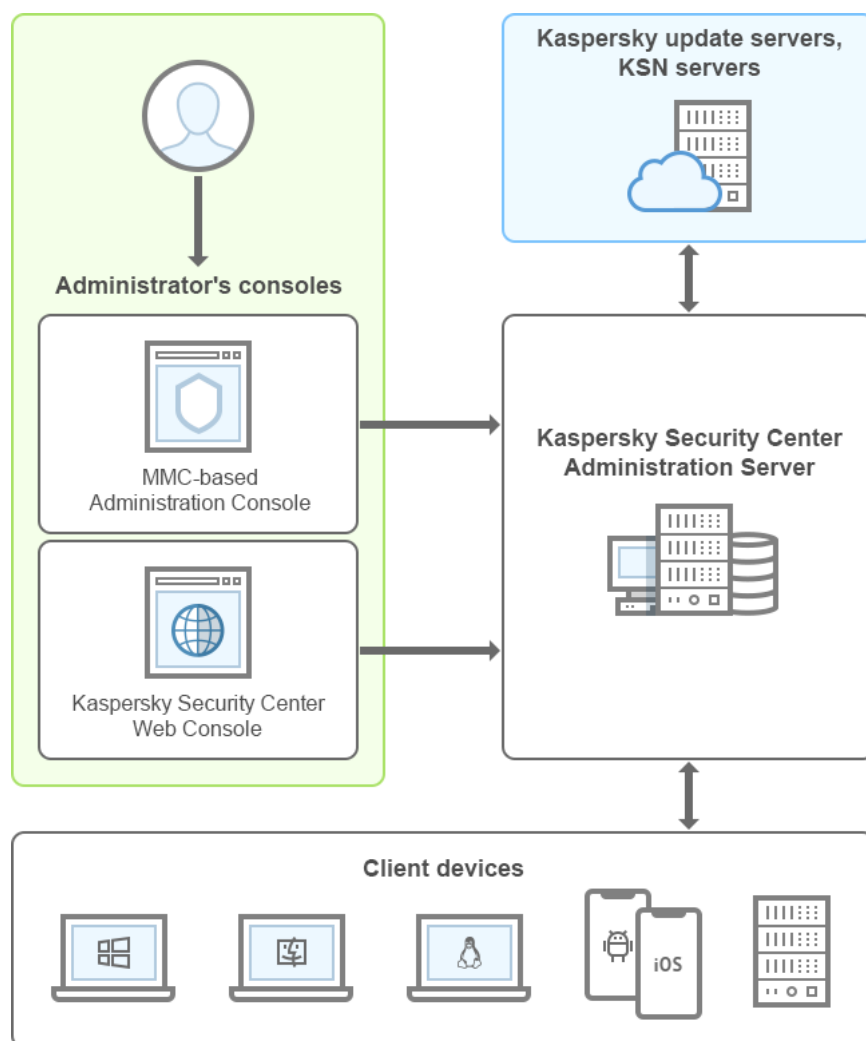 Kaspersky update servers,
KSN servers
Administrator's consoles
MMC-based
Administration Console
Kaspersky Security Center
Administration Server
Kaspersky Security Center
Web Console
Client devices
iOS